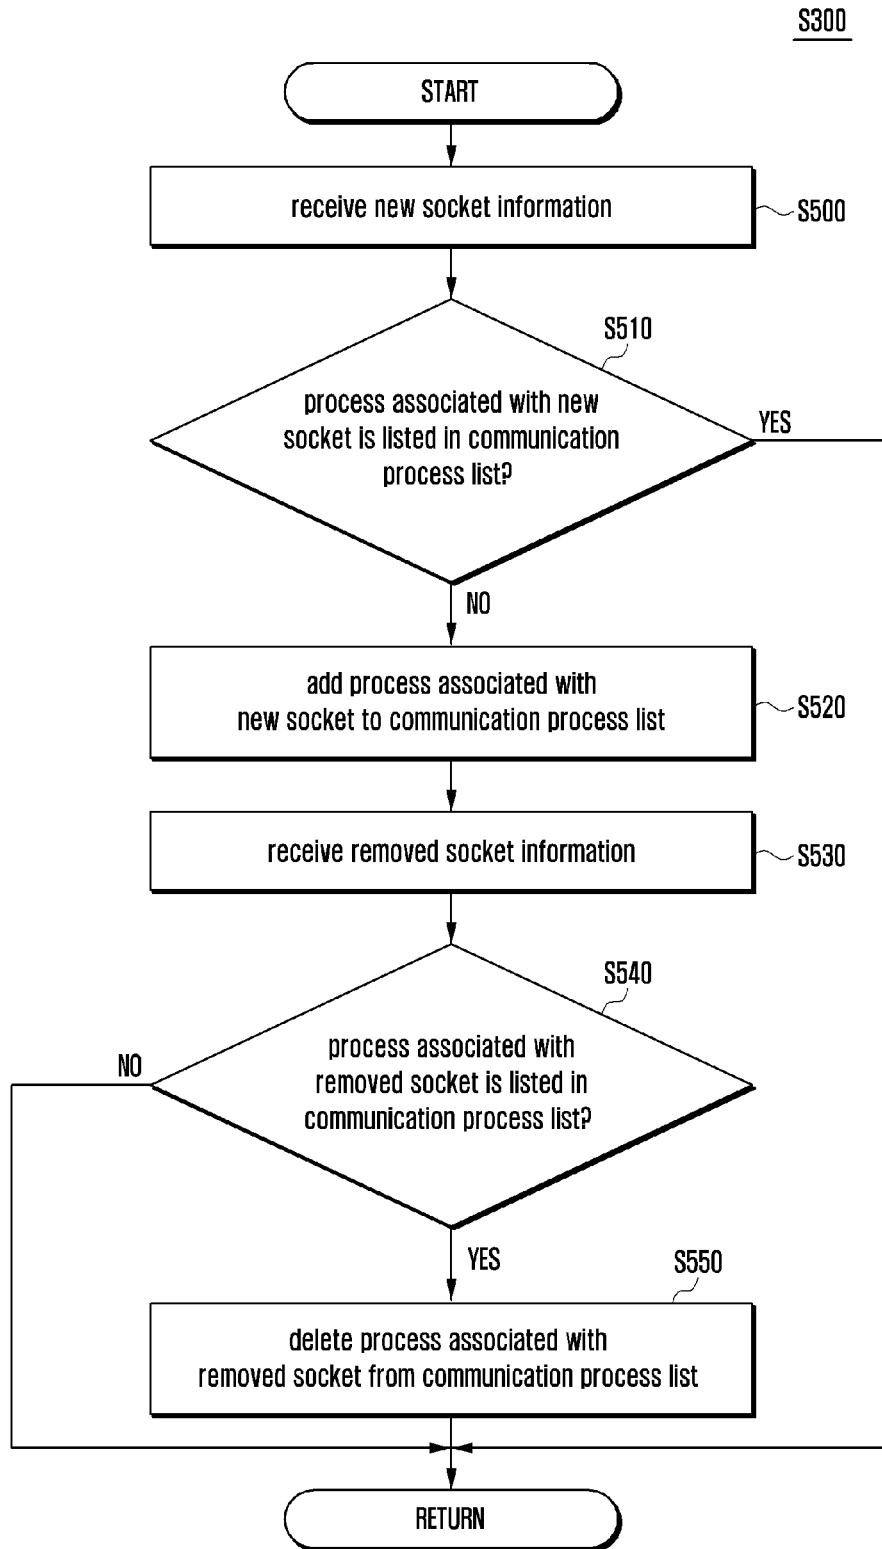 S300
START
receive new socket information
S500
S510
process associated with new
socket is listed in communication
process list?
YES
NO
add process associated with
new socket to communication process list
S520
receive removed socket information
S530
S540
process associated with
removed socket is listed in
communication process list?
NO
YES
S550
delete process associated with
removed socket from communication process list
RETURN